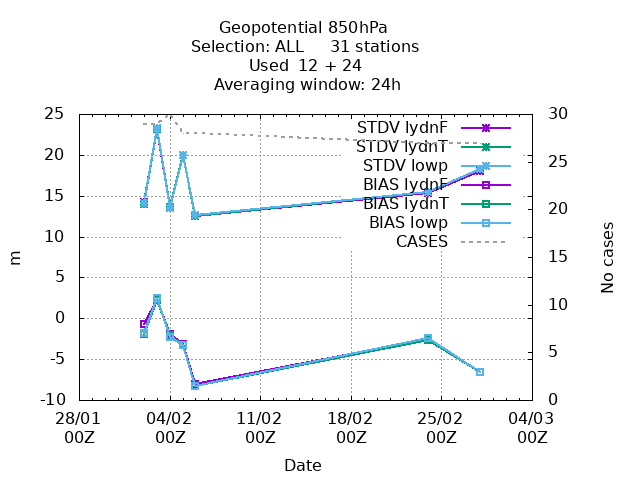 Geopotential 850hPa
Selection: ALL 31 stations
Used 12 + 24
Averaging window: 24h
25
20
15
10
5
0
-5
-10
m
30
25
20
15
10
5
0
No cases
STDV lydnF
STDV lydnT
STDV lowp
BIAS lydnF
BIAS lydnT
BIAS lowp
CASES
28/01 04/02 11/02 18/02 25/02 04/03
00Z 00Z 00Z 00Z 00Z 00Z
Date